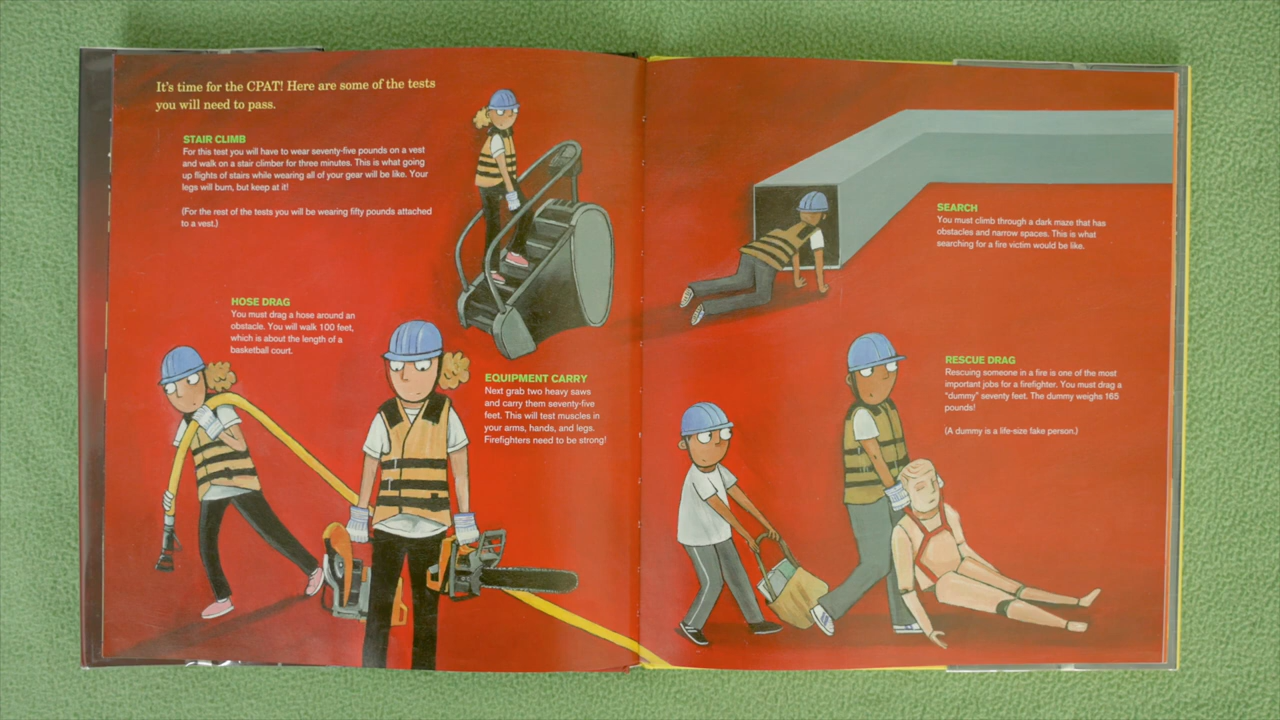 It's time for the CPAT! Here are some of the tests
you will need to pass.
STAIR CLIMB
For this test you will have to wear seventy-five pounds on a vest
and walk on a stair climber for three minutes. This is what going
up flights of stairs while wearing all of your gear will be like. Your
legs will burn, but keep at it!
(For the rest of the tests you will be wearing fifty pounds attached
to a vest.)
HOSE DRAG
You must drag a hose around an
obstacle. You will walk 100 feet,
which is about the length of a
basketball court.
EQUIPMENT CARRY
Next grab two heavy saws
and carry them seventy-five
feet. This will test muscles in
your arms, hands, and legs.
Firefighters need to be strong!
SEARCH
You must climb through a dark maze that has
obstacles and narrow spaces. This is what
searching for a fire victim would be like.
RESCUE DRAG
Rescuing someone in a fire is one of the most
important jobs for a firefighter. You must drag a
"dummy" seventy feet. The dummy weighs 165
pounds!
(A dummy is a life-size fake person.)